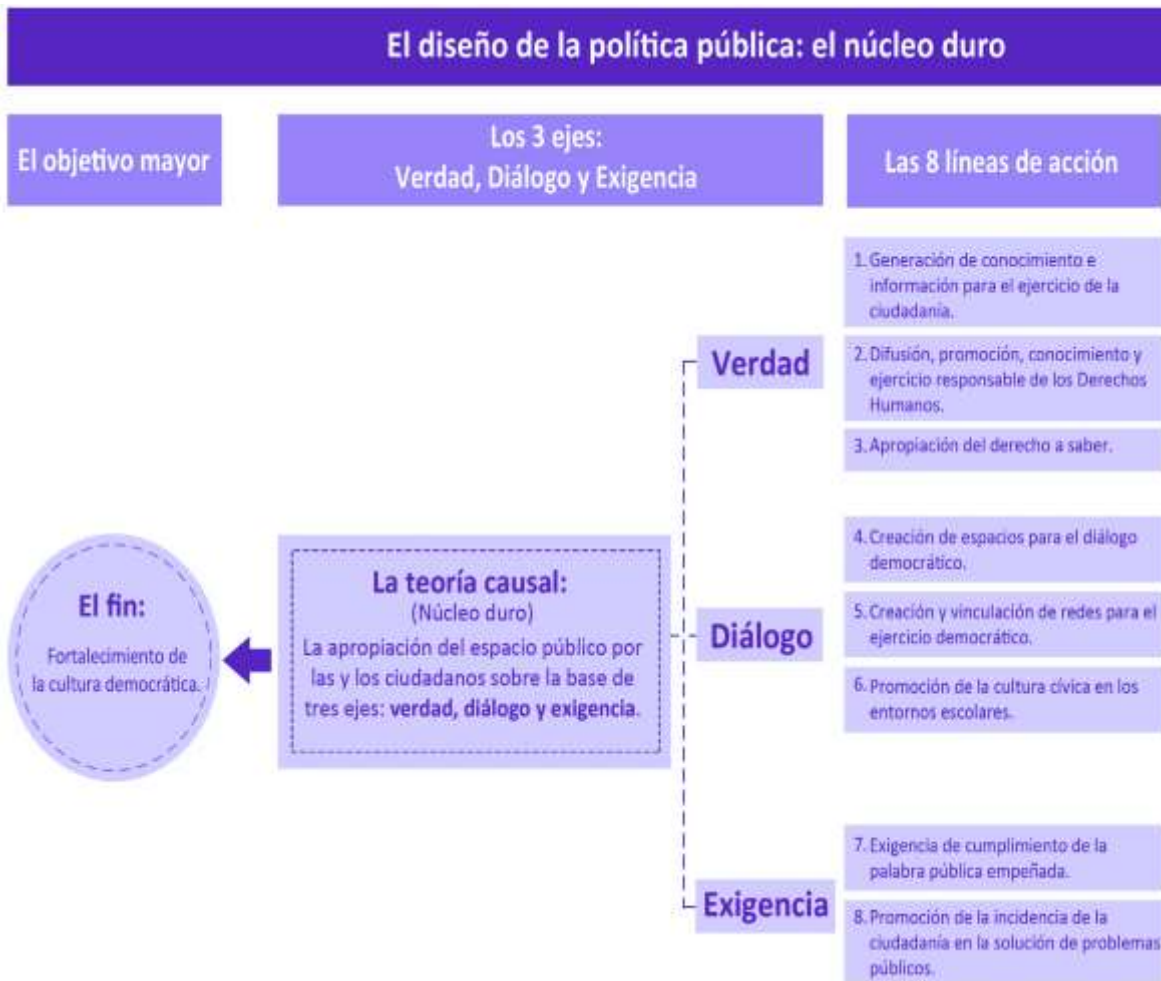 El diseño de la política pública: el núcleo duro
El objetivo mayor
Los 3 ejes:
Verdad, Diálogo y Exigencia
Las 8 líneas de acción
El fin:
Fortalecimiento de
la cultura democrática.
La teoría causal:
(Núcleo duro)
La apropiación del espacio público por
las y los ciudadanos sobre la base de
tres ejes: verdad, diálogo y exigencia.
Verdad
1. Generación de conocimiento e
información para el ejercicio de la
ciudadanía.
2. Difusión, promoción, conocimiento y
ejercicio responsable de los Derechos
Humanos.
3. Apropiación del derecho a saber.
Diálogo
4. Creación de espacios para el diálogo
democrático.
5. Creación y vinculación de redes para el
ejercicio democrático.
6. Promoción de la cultura cívica en los
entornos escolares.
Exigencia
7. Exigencia de cumplimiento de la
palabra pública empeñada.
8. Promoción de la incidencia de la
ciudadanía en la solución de problemas
públicos.